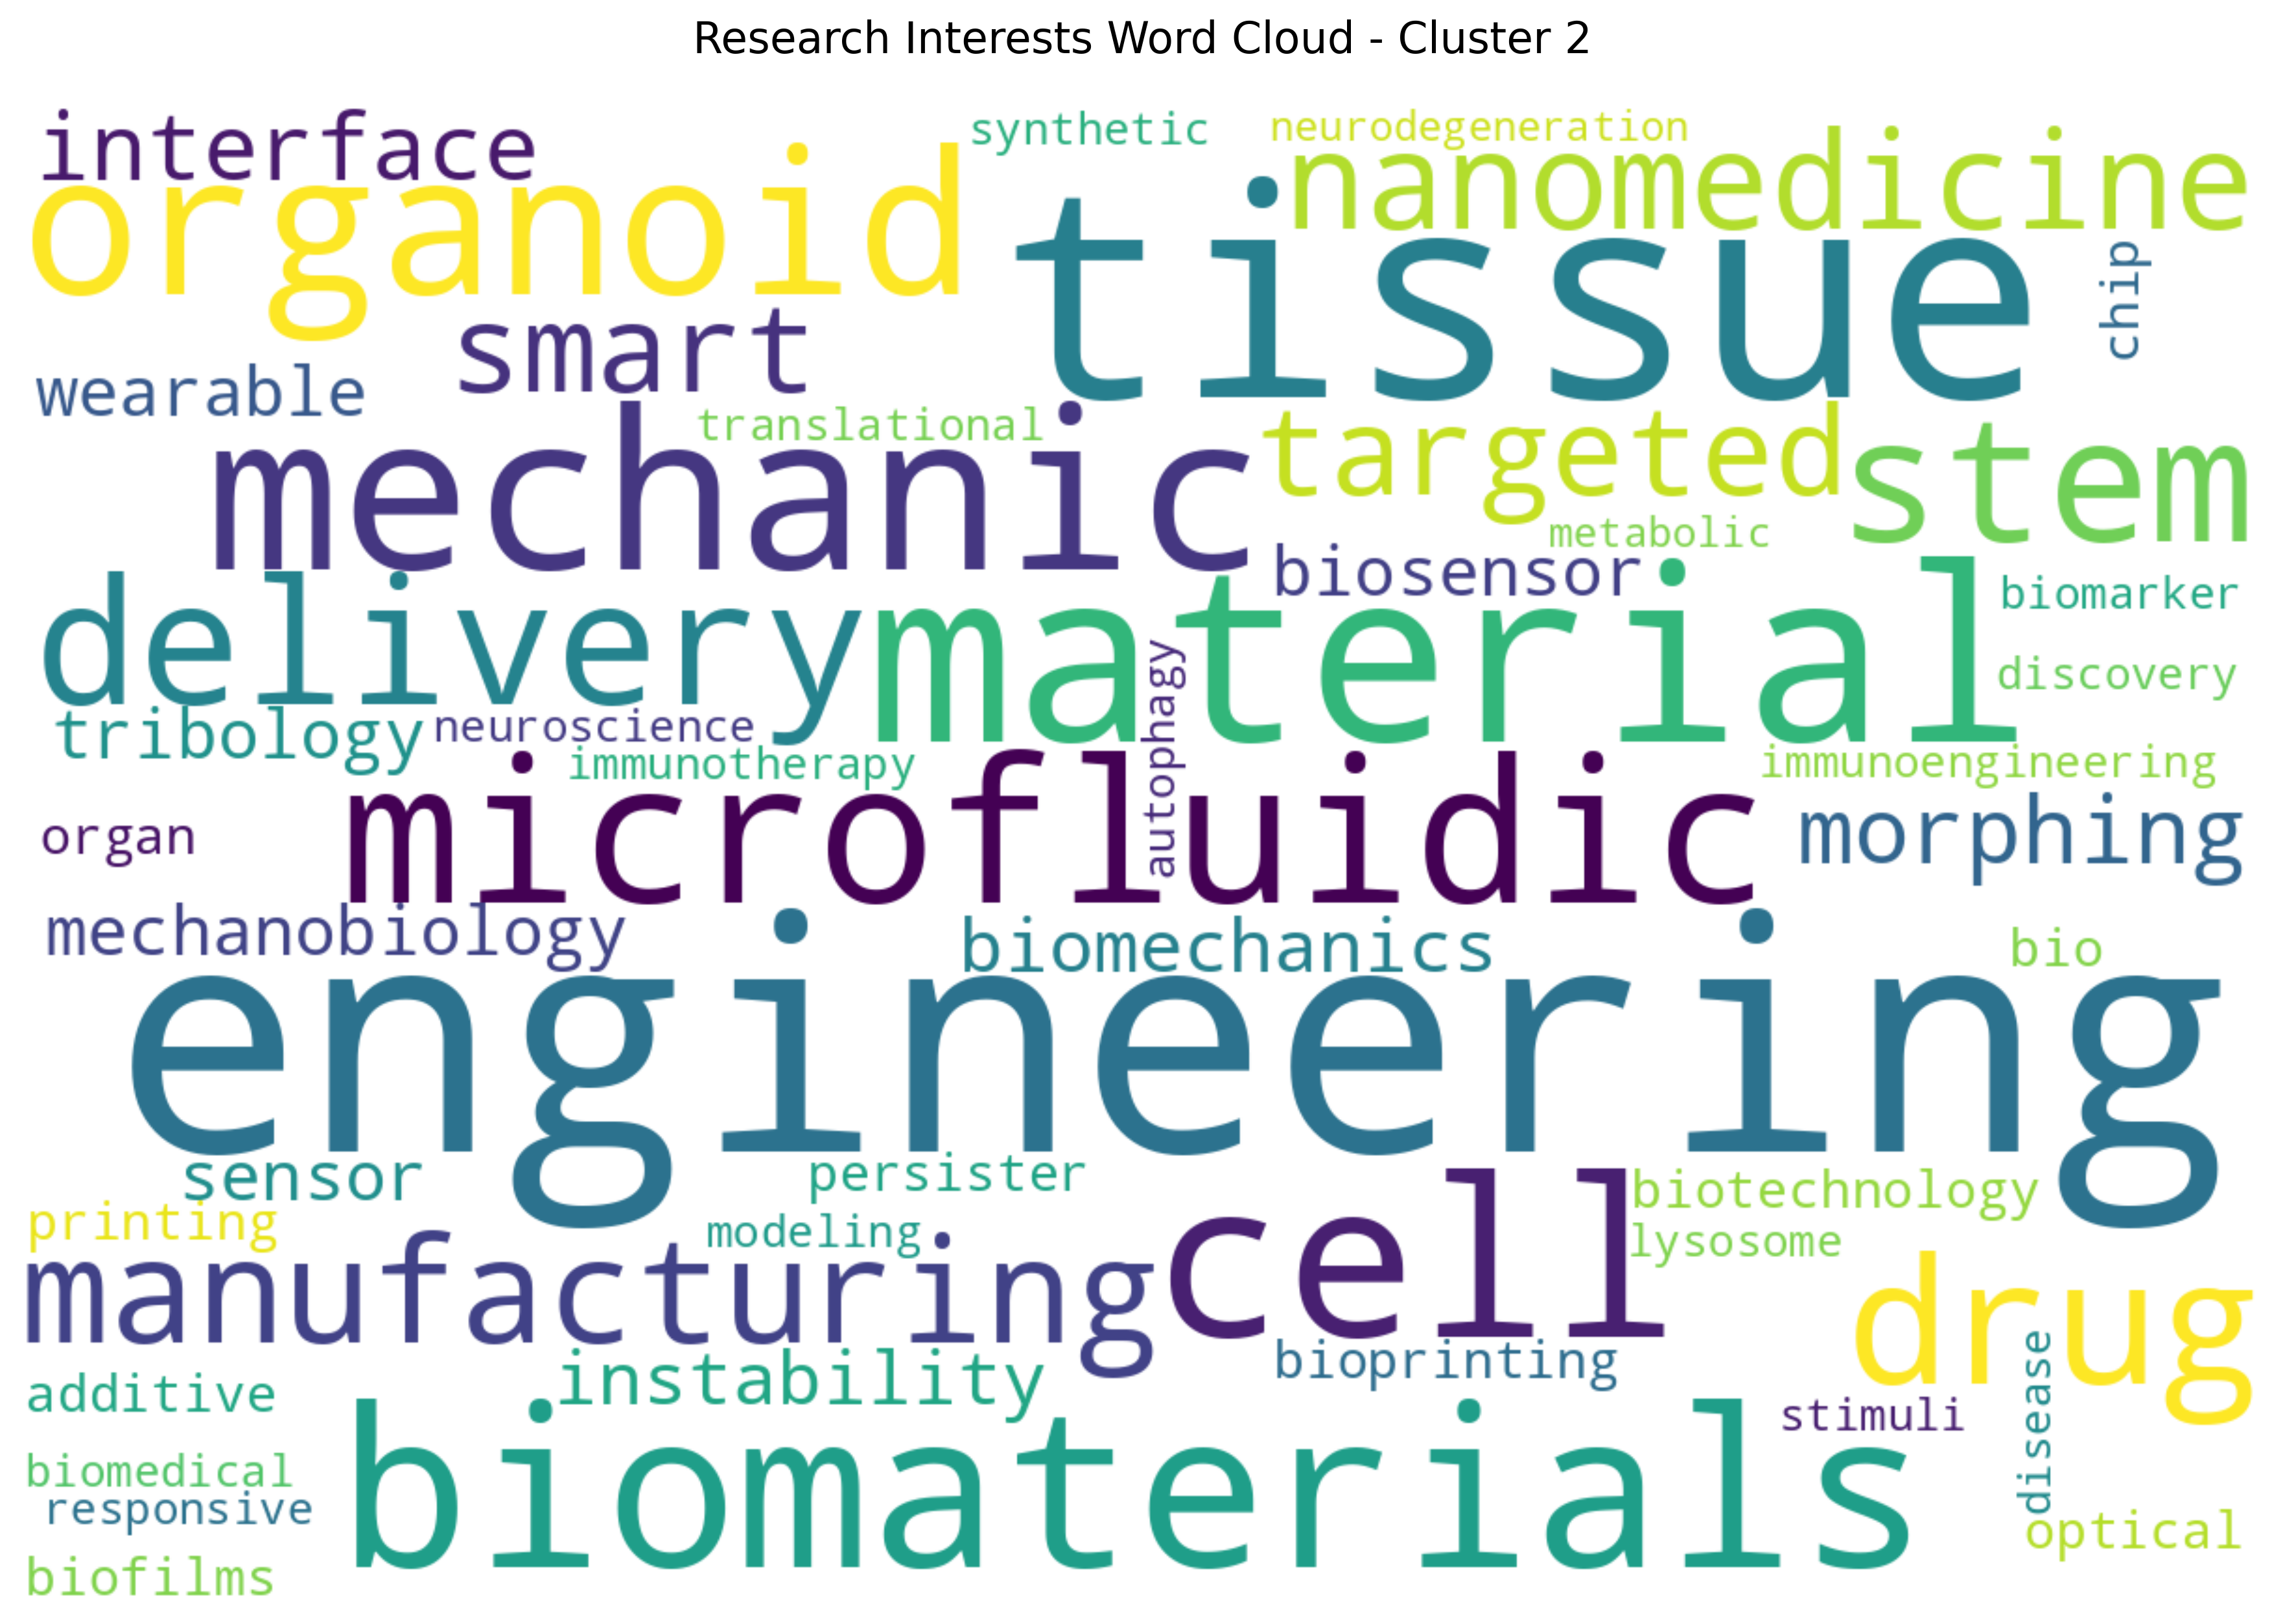 Research Interests Word Cloud - Cluster 2
interface
synthetic
neurodegeneration
organoid
nanomedicine
tissue
chip
smart
wearable
translational
mechanic
targeted
stem
metabolic
biosensor
delivery
material
biomarker
discovery
tribology
neuroscience
autophagy
immunotherapy
immunoengineering
organ
microfluidic
morphing
mechanobiology
biomechanics
bio
engineering
sensor
persister
biotechnology
printing
modeling
lysosome
manufacturing
cell
drug
additive
instability
bioprinting
stimuli
disease
biomedical
responsive
biomaterials
optical
biofilms